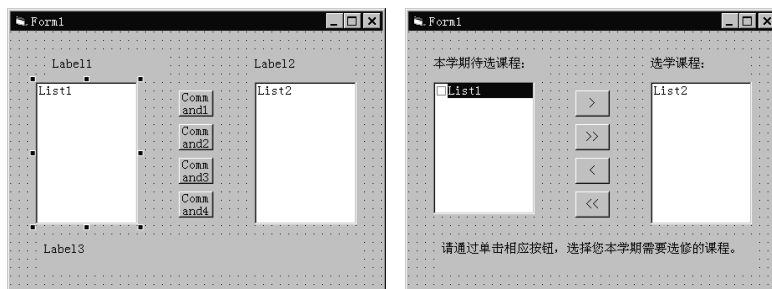 Form1
Label1
Label2
List1
List2
Comm
and1
Comm
and2
Comm
and3
Comm
and4
Label3
Form1
本学期待选课程:
选学课程:
List1
List2
>
>>
<
<<
请通过单击相应按钮，选择您本学期需要选修的课程。